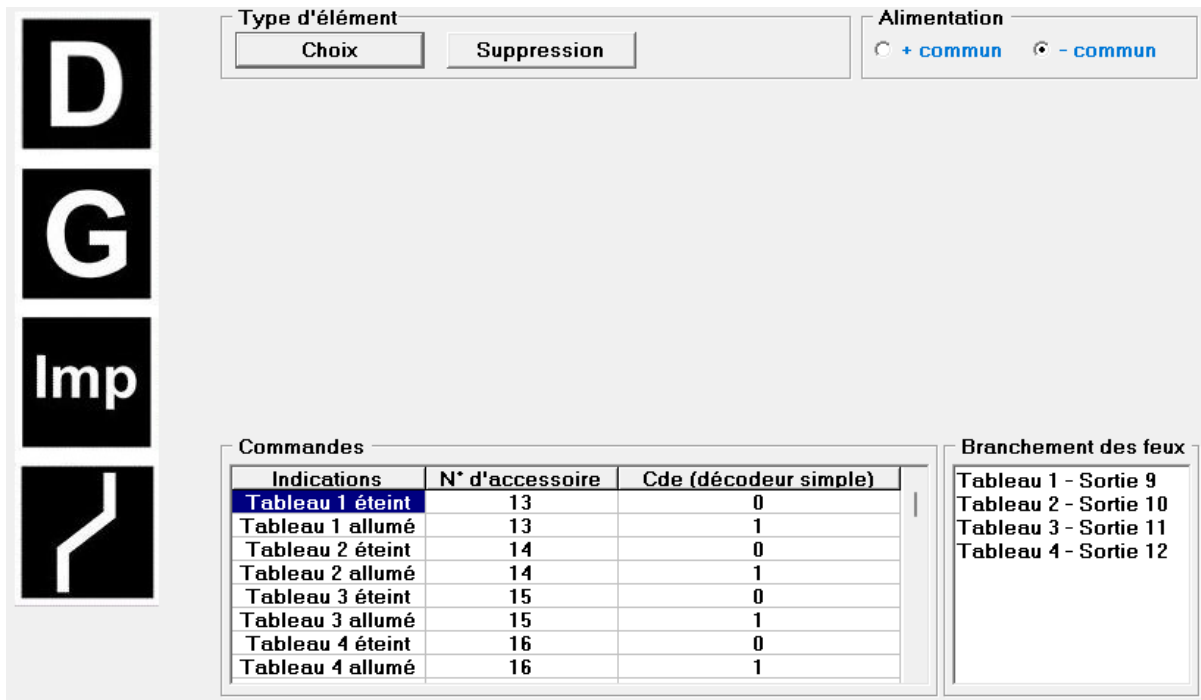 D
G
Imp
Type d'élément
Choix Suppression
Alimentation
+ commun - commun
Commandes
Indications N° d'accessoire Cde (décodeur simple)
Tableau 1 éteint 13 0
Tableau 1 allumé 13 1
Tableau 2 éteint 14 0
Tableau 2 allumé 14 1
Tableau 3 éteint 15 0
Tableau 3 allumé 15 1
Tableau 4 éteint 16 0
Tableau 4 allumé 16 1
Branchement des feux
Tableau 1 - Sortie 9
Tableau 2 - Sortie 10
Tableau 3 - Sortie 11
Tableau 4 - Sortie 12